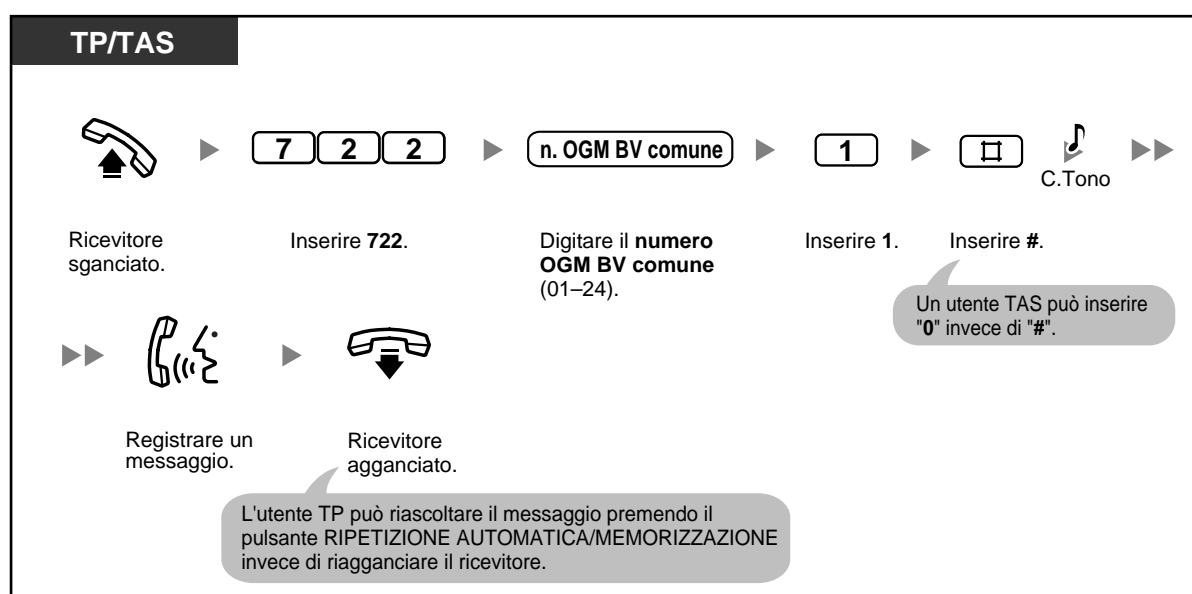 TP/TAS
7 2 2
n. OGM BV comune
1
#
C.Tono
Ricevitore
sganciato.
Inserire 722.
Digitare il numero
OGM BV comune
(01–24).
Inserire 1.
Inserire #.
Un utente TAS può inserire
"0" invece di "#".
Registrare un
messaggio.
Ricevitore
agganciato.
L'utente TP può riascoltare il messaggio premendo il
pulsante RIPETIZIONE AUTOMATICA/MEMORIZZAZIONE
invece di riagganciare il ricevitore.